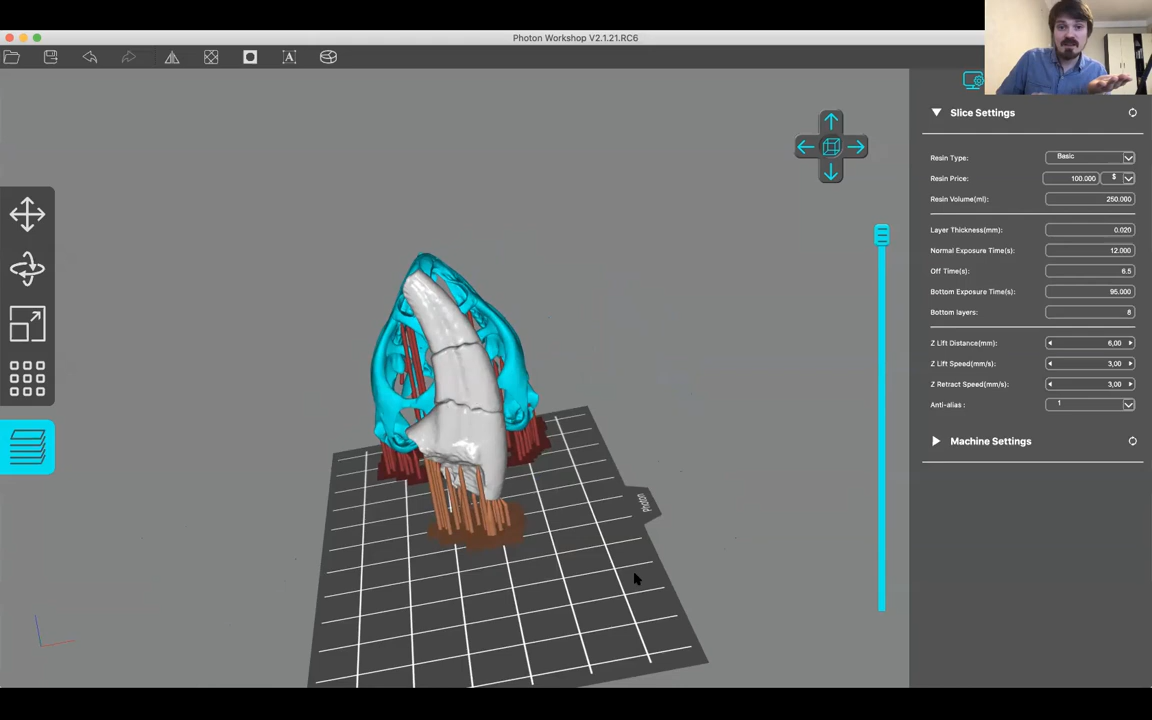 Photon Workshop V2.1.21.RC6
Slice Settings
Resin Type: Basic
Resin Price: 100.000 $
Resin Volume(ml): 250.000
Layer Thickness(mm): 0.020
Normal Exposure Time(s): 12.000
Off Time(s): 6.5
Bottom Exposure Time(s): 95.000
Bottom layers: 8
Z Lift Distance(mm): 6,00
Z Lift Speed(mm/s): 3,00
Z Retract Speed(mm/s): 3,00
Anti-alias : 1
Machine Settings
Photon